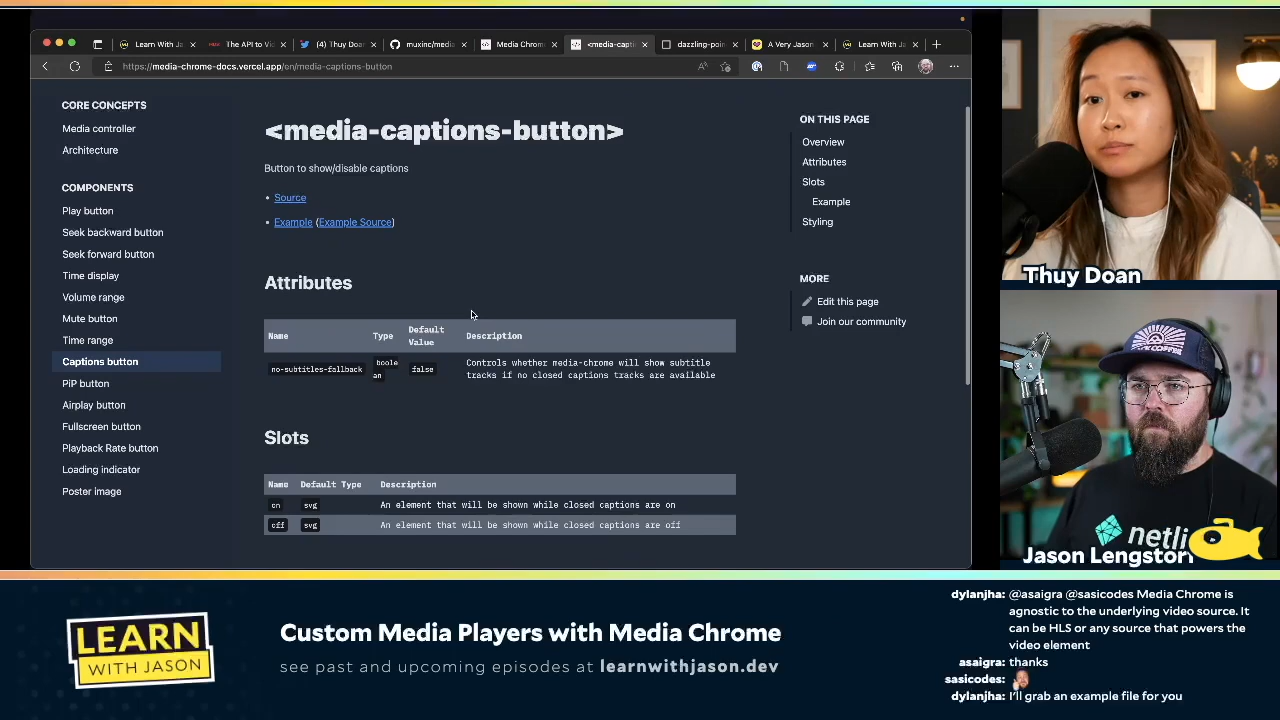 Learn With Ja
The API to Vid
(4) Thuy Doan
muxinc/media
Media Chrome
<media-capti
dazzling-poin
A Very Jason
Learn With Ja
https://media-chrome-docs.vercel.app/en/media-captions-button
CORE CONCEPTS
Media controller
Architecture
COMPONENTS
Play button
Seek backward button
Seek forward button
Time display
Volume range
Mute button
Time range
Captions button
PiP button
Airplay button
Fullscreen button
Playback Rate button
Loading indicator
Poster image
<media-captions-button>
Button to show/disable captions
• Source
• Example (Example Source)
Attributes
Name Type Default Value Description
no-subtitles-fallback boolean false Controls whether media-chrome will show subtitle
tracks if no closed captions tracks are available
Slots
Name Default Type Description
on svg An element that will be shown while closed captions are on
off svg An element that will be shown while closed captions are off
ON THIS PAGE
Overview
Attributes
Slots
Example
Styling
MORE
Edit this page
Join our community
Thuy Doan
netli
Jason Lengstorf
LEARN
WITH JASON
Custom Media Players with Media Chrome
see past and upcoming episodes at learnwithjason.dev
dylanjha: @asaigra @sasicodes Media Chrome is
agnostic to the underlying video source. It
can be HLS or any source that powers the
video element
asaigra: thanks
sasicodes:
dylanjha: I'll grab an example file for you